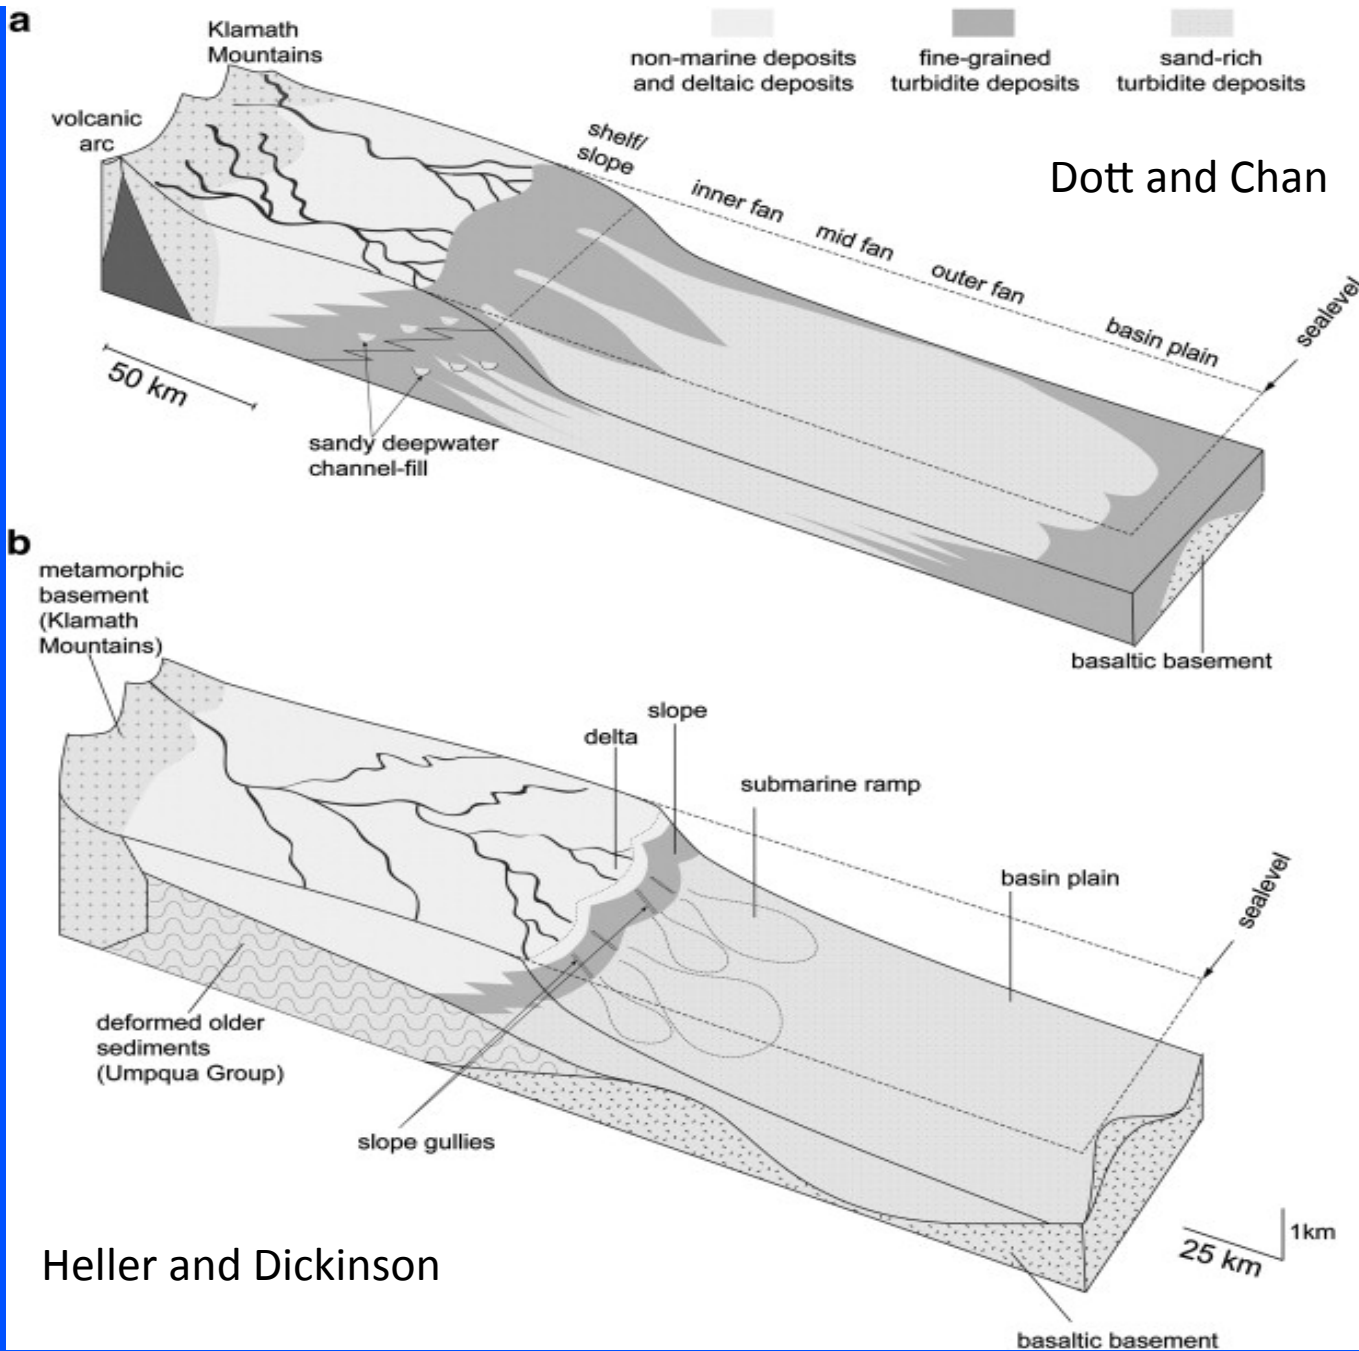 a
Klamath
Mountains
volcanic
arc
non-marine deposits
and deltaic deposits
fine-grained
turbidite deposits
sand-rich
turbidite deposits
Dott and Chan
shelf/
slope
inner fan
mid fan
outer fan
basin plain
sealevel
50 km
sandy deepwater
channel-fill
basaltic basement
b
metamorphic
basement
(Klamath
Mountains)
slope
delta
submarine ramp
basin plain
sealevel
deformed older
sediments
(Umpqua Group)
slope gullies
Heller and Dickinson
25 km
1km
basaltic basement